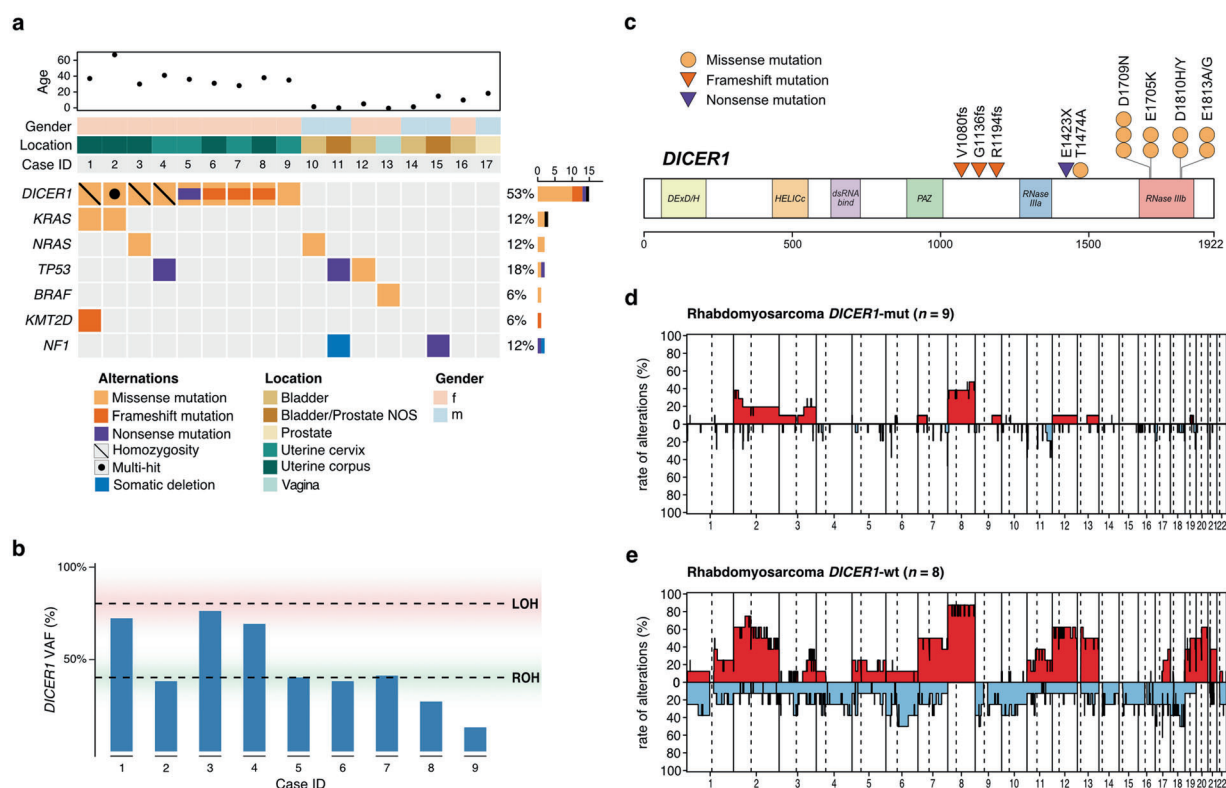 a
Age
60
40
20
0
Gender
Location
Case ID 1 2 3 4 5 6 7 8 9 10 11 12 13 14 15 16 17
0 5 10 15
DICER1 53%
KRAS 12%
NRAS 12%
TP53 18%
BRAF 6%
KMT2D 6%
NF1 12%
Alternations
Missense mutation
Frameshift mutation
Nonsense mutation
Homozygosity
Multi-hit
Somatic deletion
Location
Bladder
Bladder/Prostate NOS
Prostate
Uterine cervix
Uterine corpus
Vagina
Gender
f
m
b
DICER1 VAF (%)
100%
50%
LOH
ROH
1 2 3 4 5 6 7 8 9
Case ID
c
Missense mutation
Frameshift mutation
Nonsense mutation
DICER1
V1080fs
G1136fs
R1194fs
E1423X
T1474A
D1709N
E1705K
D1810H/Y
E1813A/G
DExD/H
HELICc
dsRNA
bind
PAZ
RNase
IIIa
RNase IIIb
0 500 1000 1500 1922
d
Rhabdomyosarcoma DICER1-mut (n = 9)
rate of alterations (%)
100
80
60
40
20
0
20
40
60
80
100
1 2 3 4 5 6 7 8 9 10 11 12 13 14 15 16 17 18 19 20 21 22
e
Rhabdomyosarcoma DICER1-wt (n = 8)
rate of alterations (%)
100
80
60
40
20
0
20
40
60
80
100
1 2 3 4 5 6 7 8 9 10 11 12 13 14 15 16 17 18 19 20 21 22